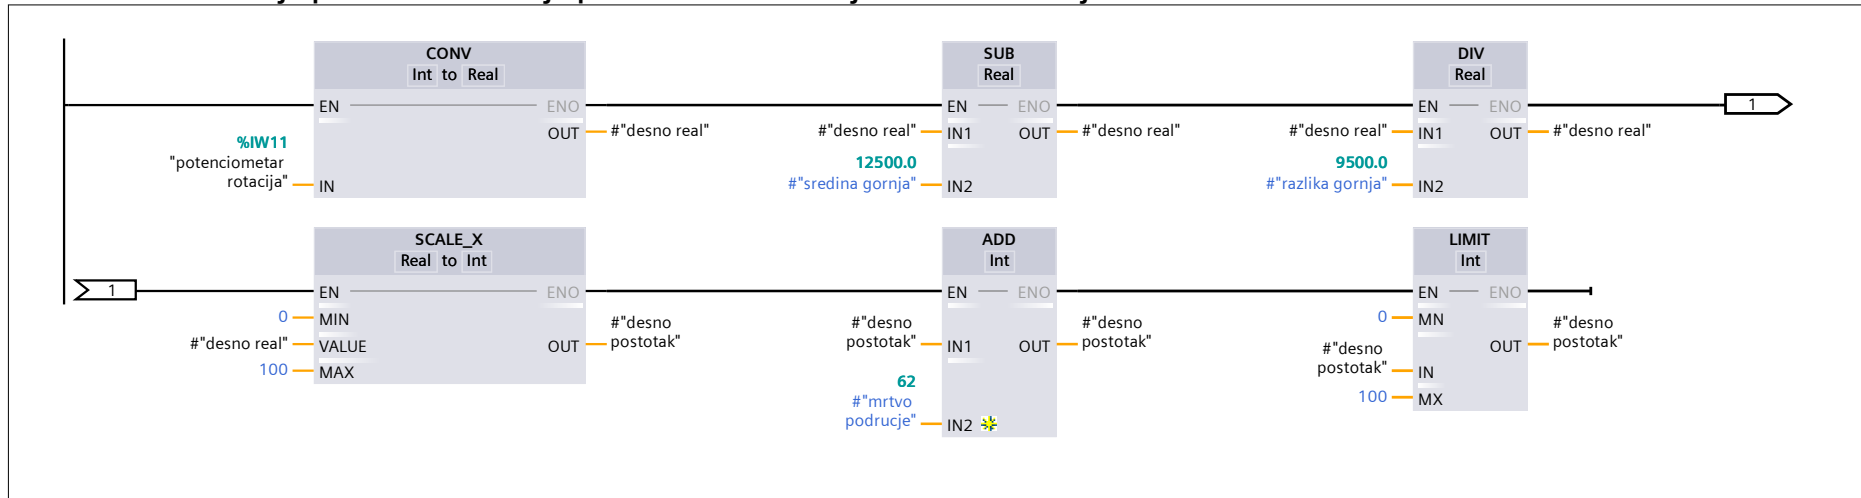 CONV
Int to Real
EN
ENO
OUT
#"desno real"
%IW11
"potenciometar
rotacija"
IN
SUB
Real
EN
ENO
#"desno real"
IN1
OUT
#"desno real"
12500.0
#"sredina gornja"
IN2
DIV
Real
EN
ENO
#"desno real"
IN1
OUT
#"desno real"
9500.0
#"razlika gornja"
IN2
1
1
SCALE_X
Real to Int
EN
ENO
0
MIN
#"desno real"
VALUE
OUT
#"desno
postotak"
100
MAX
ADD
Int
EN
ENO
#"desno
postotak"
IN1
OUT
#"desno
postotak"
62
#"mrtvo
podrucje"
IN2
LIMIT
Int
EN
ENO
0
MN
OUT
#"desno
postotak"
#"desno
postotak"
IN
100
MX